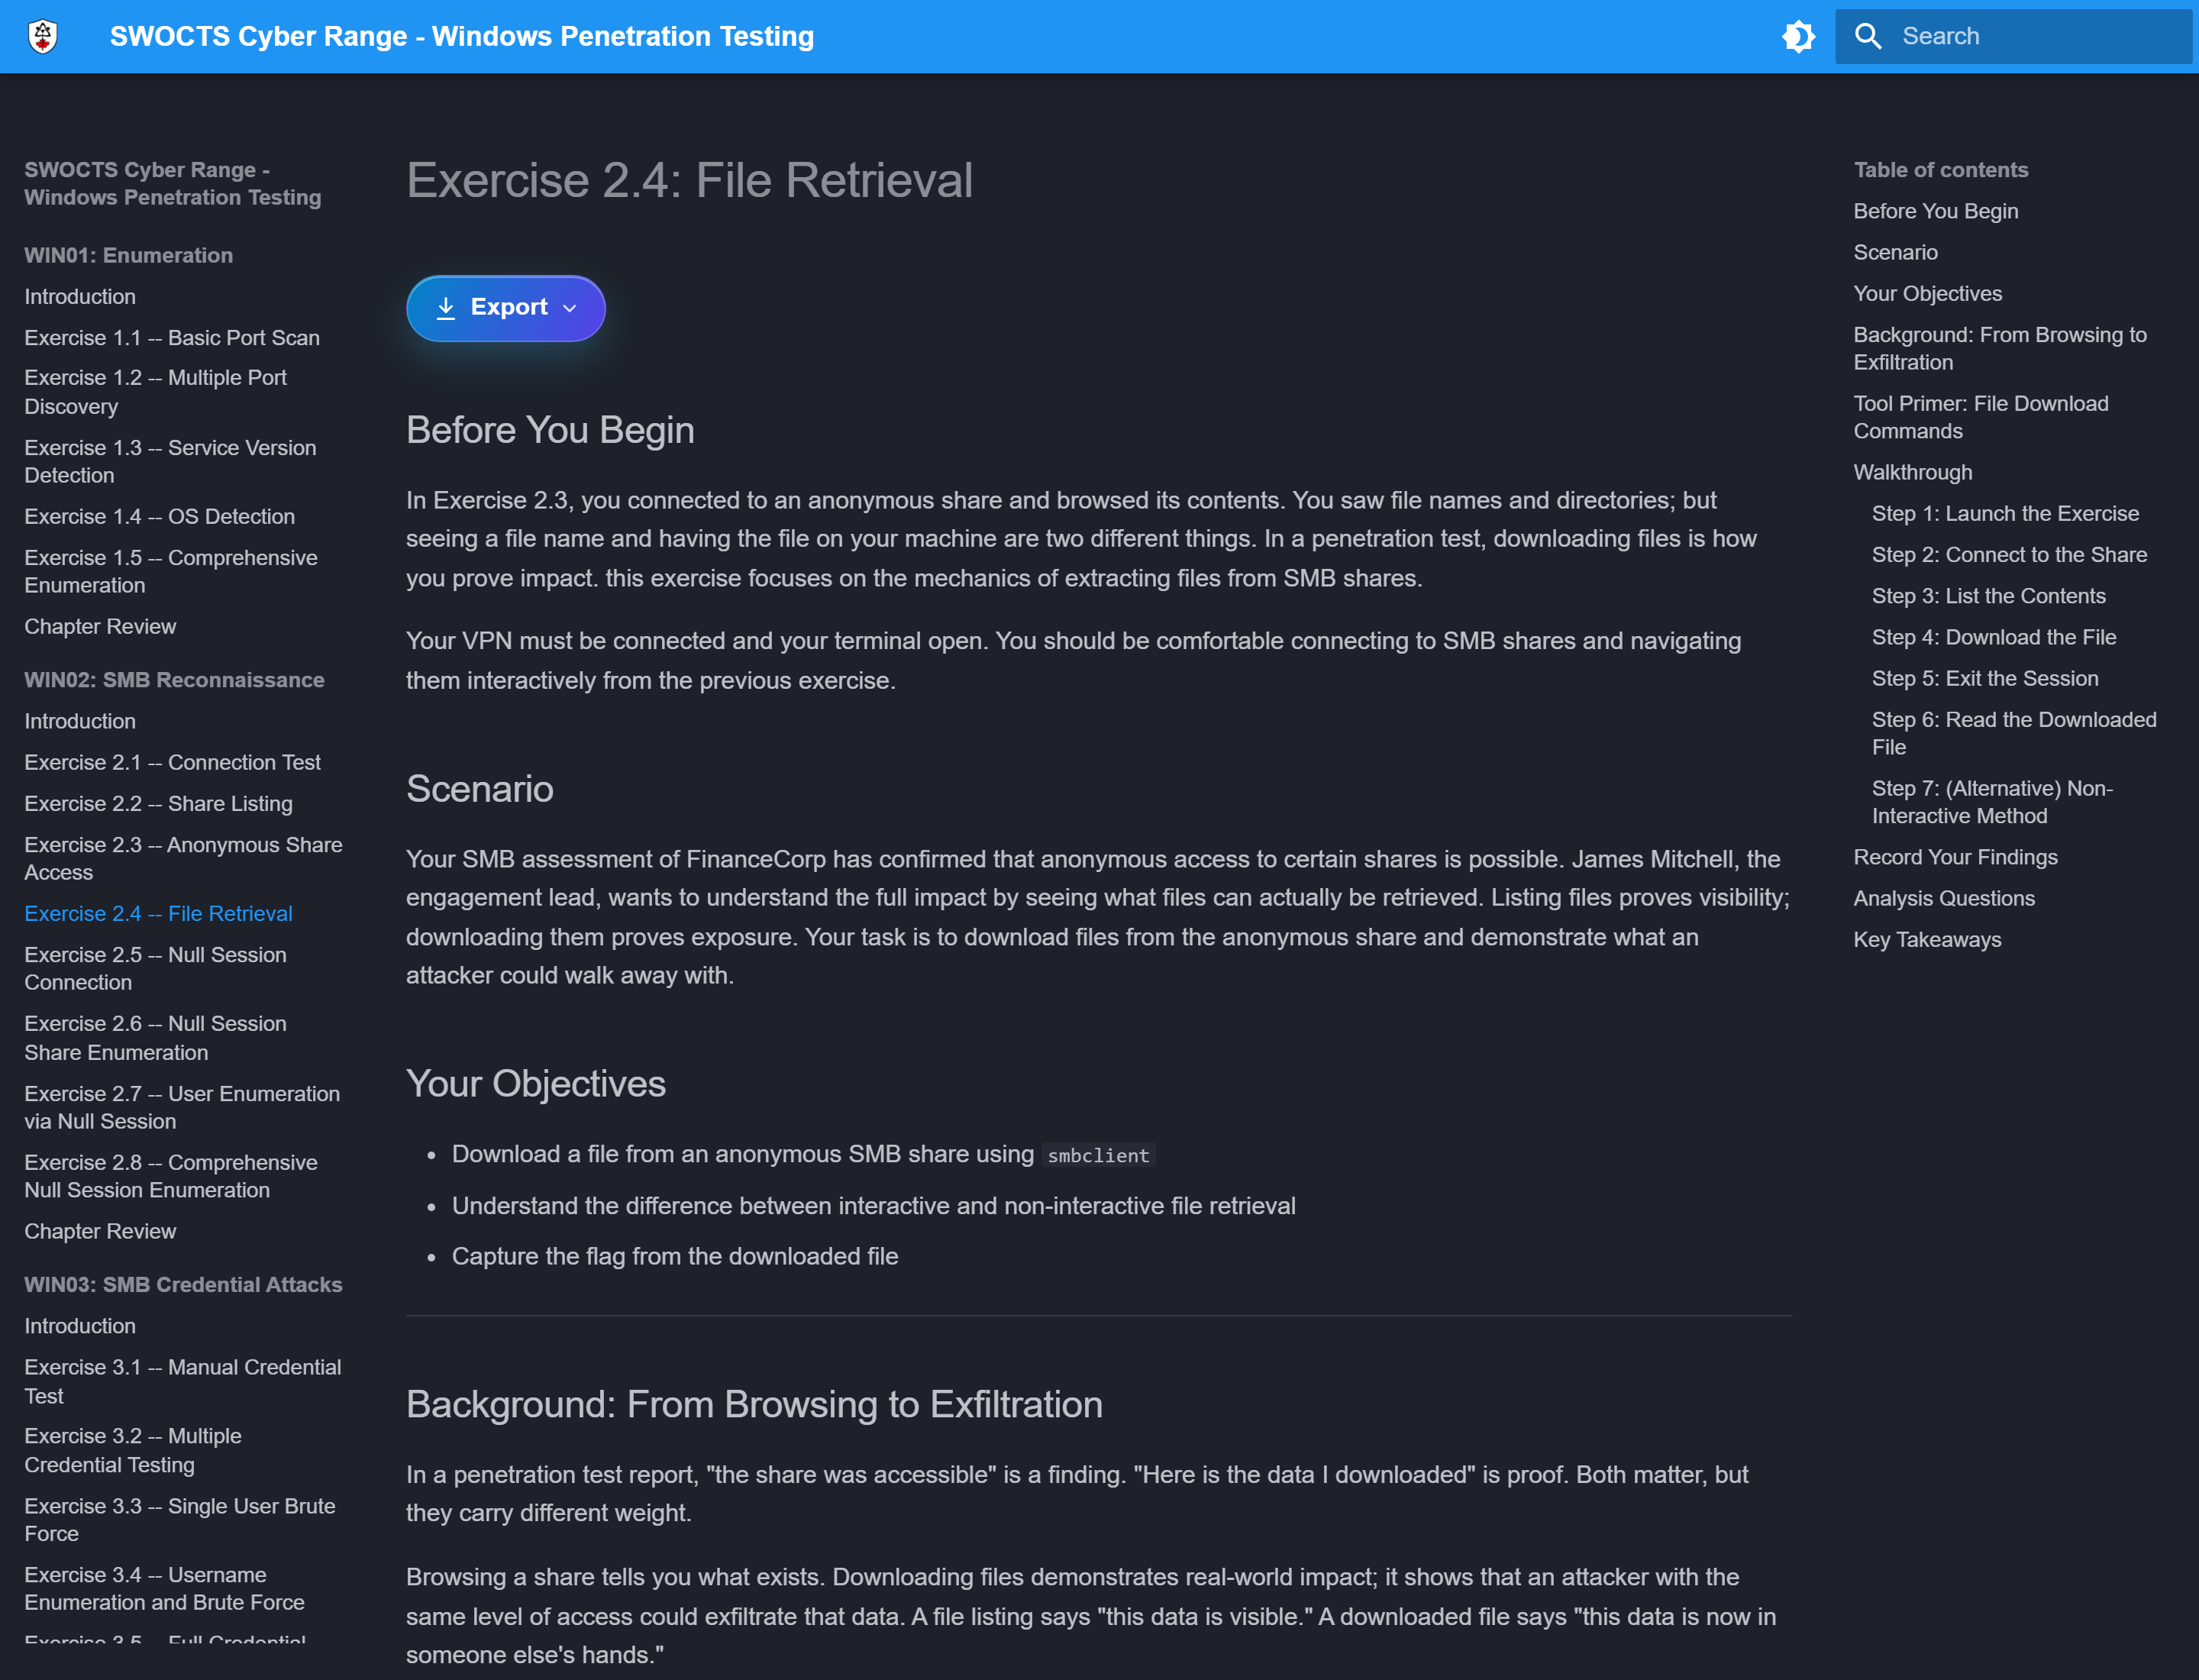 SWOCTS Cyber Range - Windows Penetration Testing
Search
SWOCTS Cyber Range -
Windows Penetration Testing
WIN01: Enumeration
Introduction
Exercise 1.1 -- Basic Port Scan
Exercise 1.2 -- Multiple Port
Discovery
Exercise 1.3 -- Service Version
Detection
Exercise 1.4 -- OS Detection
Exercise 1.5 -- Comprehensive
Enumeration
Chapter Review
WIN02: SMB Reconnaissance
Introduction
Exercise 2.1 -- Connection Test
Exercise 2.2 -- Share Listing
Exercise 2.3 -- Anonymous Share
Access
Exercise 2.4 -- File Retrieval
Exercise 2.5 -- Null Session
Connection
Exercise 2.6 -- Null Session
Share Enumeration
Exercise 2.7 -- User Enumeration
via Null Session
Exercise 2.8 -- Comprehensive
Null Session Enumeration
Chapter Review
WIN03: SMB Credential Attacks
Introduction
Exercise 3.1 -- Manual Credential
Test
Exercise 3.2 -- Multiple
Credential Testing
Exercise 3.3 -- Single User Brute
Force
Exercise 3.4 -- Username
Enumeration and Brute Force
Exercise 3.5 -- Full Credential
Exercise 2.4: File Retrieval
Export
Before You Begin
In Exercise 2.3, you connected to an anonymous share and browsed its contents. You saw file names and directories; but
seeing a file name and having the file on your machine are two different things. In a penetration test, downloading files is how
you prove impact. this exercise focuses on the mechanics of extracting files from SMB shares.
Your VPN must be connected and your terminal open. You should be comfortable connecting to SMB shares and navigating
them interactively from the previous exercise.
Scenario
Your SMB assessment of FinanceCorp has confirmed that anonymous access to certain shares is possible. James Mitchell, the
engagement lead, wants to understand the full impact by seeing what files can actually be retrieved. Listing files proves visibility;
downloading them proves exposure. Your task is to download files from the anonymous share and demonstrate what an
attacker could walk away with.
Your Objectives
• Download a file from an anonymous SMB share using smbclient
• Understand the difference between interactive and non-interactive file retrieval
• Capture the flag from the downloaded file
Background: From Browsing to Exfiltration
In a penetration test report, "the share was accessible" is a finding. "Here is the data I downloaded" is proof. Both matter, but
they carry different weight.
Browsing a share tells you what exists. Downloading files demonstrates real-world impact; it shows that an attacker with the
same level of access could exfiltrate that data. A file listing says "this data is visible." A downloaded file says "this data is now in
someone else's hands."
Table of contents
Before You Begin
Scenario
Your Objectives
Background: From Browsing to
Exfiltration
Tool Primer: File Download
Commands
Walkthrough
Step 1: Launch the Exercise
Step 2: Connect to the Share
Step 3: List the Contents
Step 4: Download the File
Step 5: Exit the Session
Step 6: Read the Downloaded
File
Step 7: (Alternative) Non-
Interactive Method
Record Your Findings
Analysis Questions
Key Takeaways